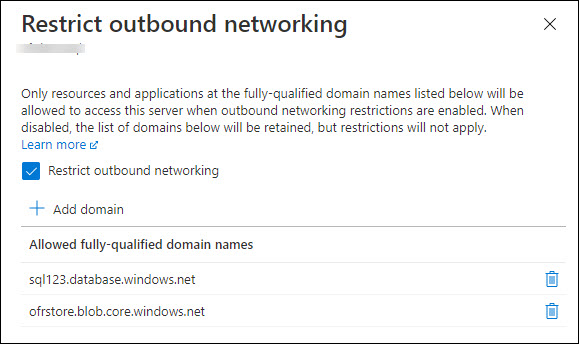 Restrict outbound networking
Only resources and applications at the fully-qualified domain names listed below will be
allowed to access this server when outbound networking restrictions are enabled. When
disabled, the list of domains below will be retained, but restrictions will not apply.
Learn more
Restrict outbound networking
Add domain
Allowed fully-qualified domain names
sql123.database.windows.net
ofrstore.blob.core.windows.net